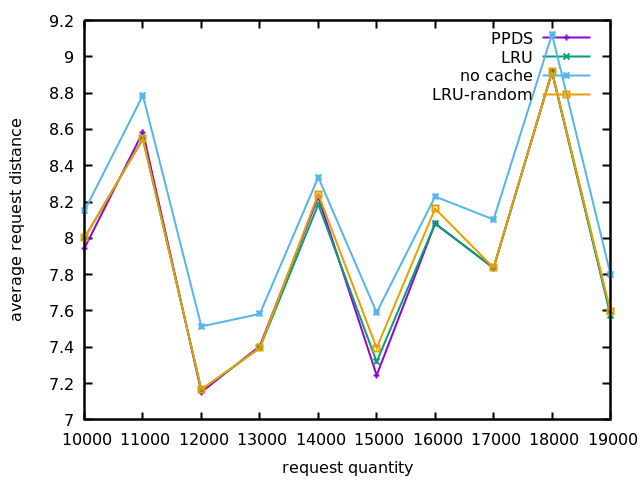 9.2
9
8.8
8.6
8.4
8.2
8
7.8
7.6
7.4
7.2
7
average request distance
PPDS
LRU
no cache
LRU-random
10000 11000 12000 13000 14000 15000 16000 17000 18000 19000
request quantity